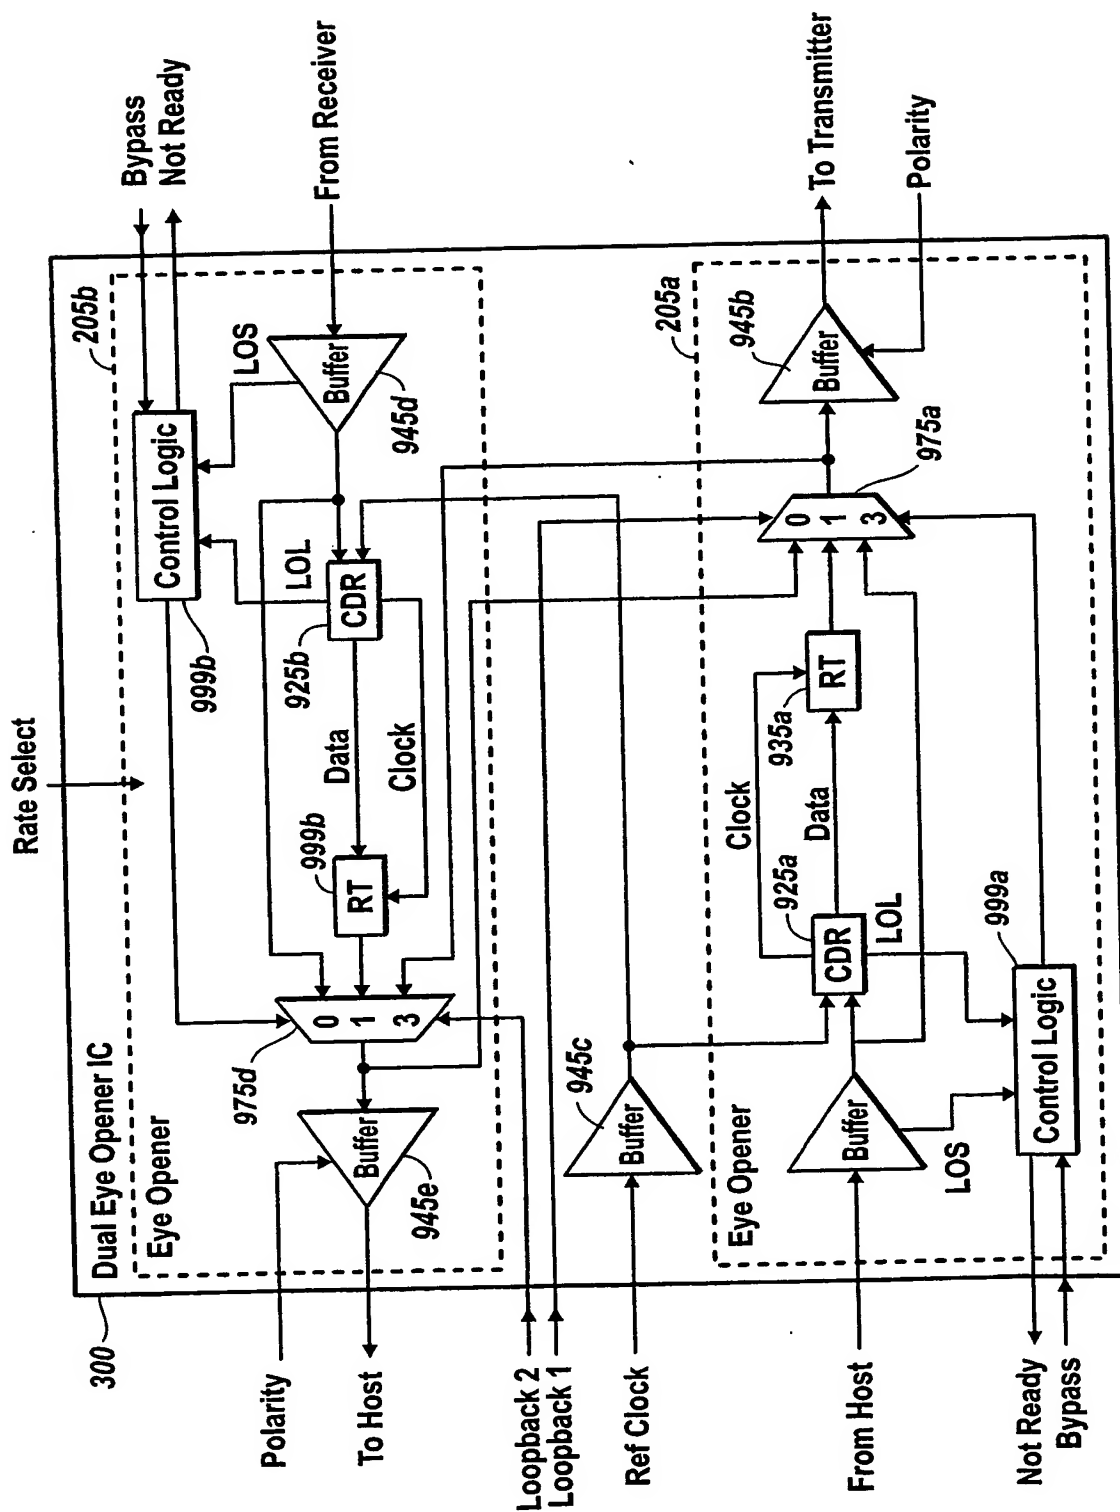 Rate Select
Bypass
Not Ready
Dual Eye Opener IC
300
Eye Opener
205b
Control Logic
999b
LOS
From Receiver
Buffer
945d
LOL
CDR
925b
Data
Clock
999b
RT
0
1
3
975d
Buffer
945e
Polarity
To Host
Loopback 2
Loopback 1
Ref Clock
Buffer
945c
Eye Opener
205a
From Host
Buffer
LOS
CDR
925a
LOL
Clock
Data
935a
RT
0
1
3
975a
Buffer
945b
To Transmitter
Polarity
999a
Control Logic
Not Ready
Bypass